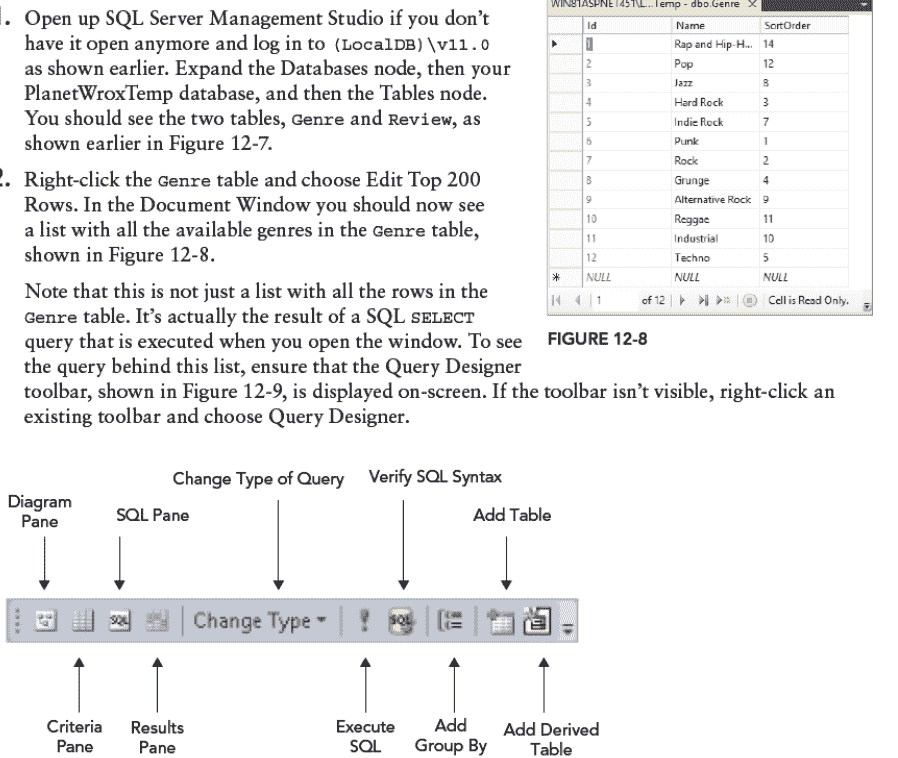 1. Open up SQL Server Management Studio if you don't
have it open anymore and log in to (LocalDB)\v11.0
as shown earlier. Expand the Databases node, then your
PlanetWroxTemp database, and then the Tables node.
You should see the two tables, Genre and Review, as
shown earlier in Figure 12-7.
2. Right-click the Genre table and choose Edit Top 200
Rows. In the Document Window you should now see
a list with all the available genres in the Genre table,
shown in Figure 12-8.
Note that this is not just a list with all the rows in the
Genre table. It's actually the result of a SQL SELECT
query that is executed when you open the window. To see
the query behind this list, ensure that the Query Designer
toolbar, shown in Figure 12-9, is displayed on-screen. If the toolbar isn't visible, right-click an
existing toolbar and choose Query Designer.
WIN81ASPNET451\L...Temp - dbo.Genre
Id Name SortOrder
1 Rap and Hip-H... 14
2 Pop 12
3 Jazz 8
4 Hard Rock 3
5 Indie Rock 7
6 Punk 1
7 Rock 2
8 Grunge 4
9 Alternative Rock 9
10 Reggae 11
11 Industrial 10
12 Techno 5
NULL NULL NULL
1 of 12 Cell is Read Only.
FIGURE 12-8
Change Type of Query Verify SQL Syntax
Diagram
Pane
SQL Pane
Add Table
SQL Change Type SQL
Criteria
Pane
Results
Pane
Execute
SQL
Add
Group By
Add Derived
Table